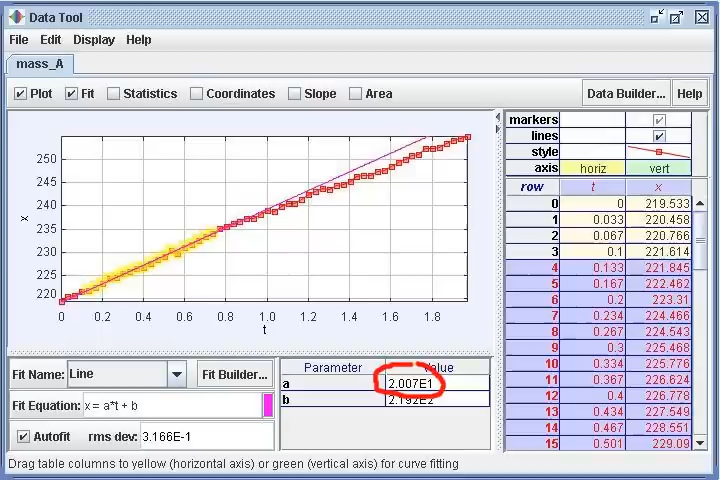 Data Tool
File Edit Display Help
mass_A
Plot Fit Statistics Coordinates Slope Area Data Builder... Help
x
250
245
240
235
230
225
220
0 0.2 0.4 0.6 0.8 1.0 1.2 1.4 1.6 1.8
t
markers
lines
style
axis horiz vert
row t x
0 0 219.533
1 0.033 220.458
2 0.067 220.766
3 0.1 221.614
4 0.133 221.845
5 0.167 222.462
6 0.2 223.31
7 0.234 224.466
8 0.267 224.543
9 0.3 225.468
10 0.334 225.776
11 0.367 226.624
12 0.4 226.778
13 0.434 227.549
14 0.467 228.551
15 0.501 229.09
Fit Name: Line Fit Builder...
Fit Equation: x = a*t + b
Autofit rms dev: 3.166E-1
Parameter Value
a 2.007E1
b 2.192E2
Drag table columns to yellow (horizontal axis) or green (vertical axis) for curve fitting